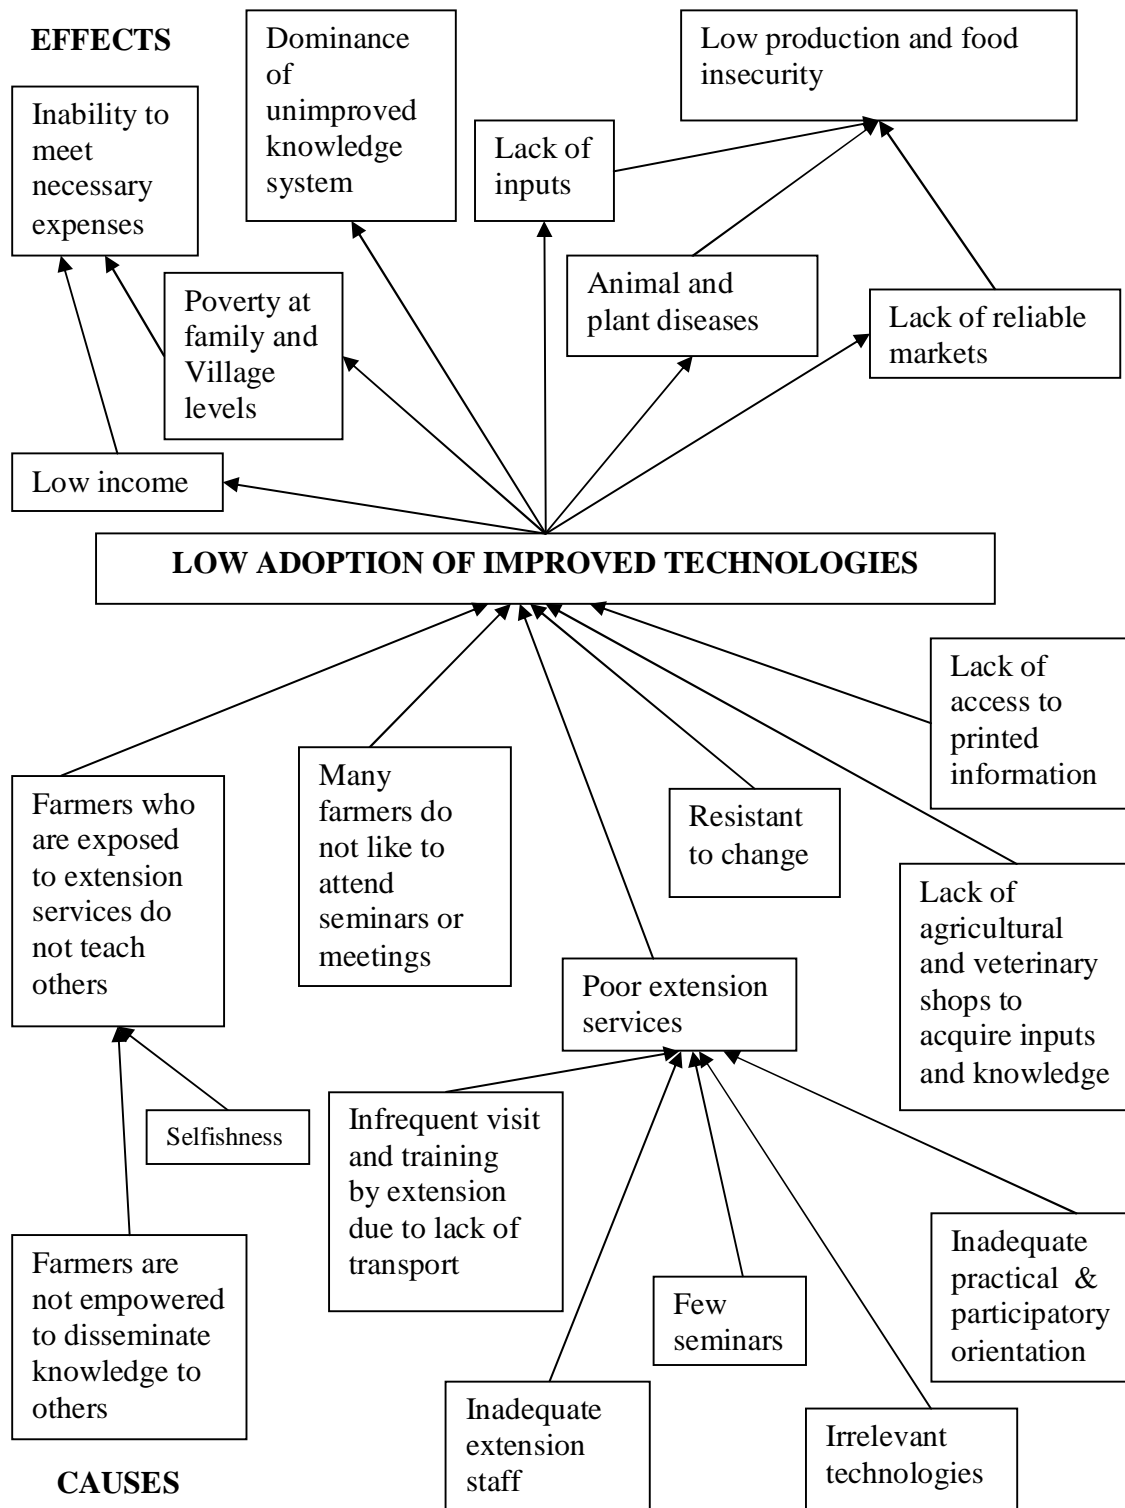 EFFECTS
Dominance
of
unimproved
knowledge
system
Low production and food
insecurity
Inability to
meet
necessary
expenses
Lack of
inputs
Poverty at
family and
Village
levels
Animal and
plant diseases
Lack of reliable
markets
Low income
LOW ADOPTION OF IMPROVED TECHNOLOGIES
Lack of
access to
printed
information
Farmers who
are exposed
to extension
services do
not teach
others
Many
farmers do
not like to
attend
seminars or
meetings
Resistant
to change
Lack of
agricultural
and veterinary
shops to
acquire inputs
and knowledge
Poor extension
services
Selfishness
Infrequent visit
and training
by extension
due to lack of
transport
Farmers are
not empowered
to disseminate
knowledge to
others
Few
seminars
Inadequate
practical &
participatory
orientation
Inadequate
extension
staff
Irrelevant
technologies
CAUSES